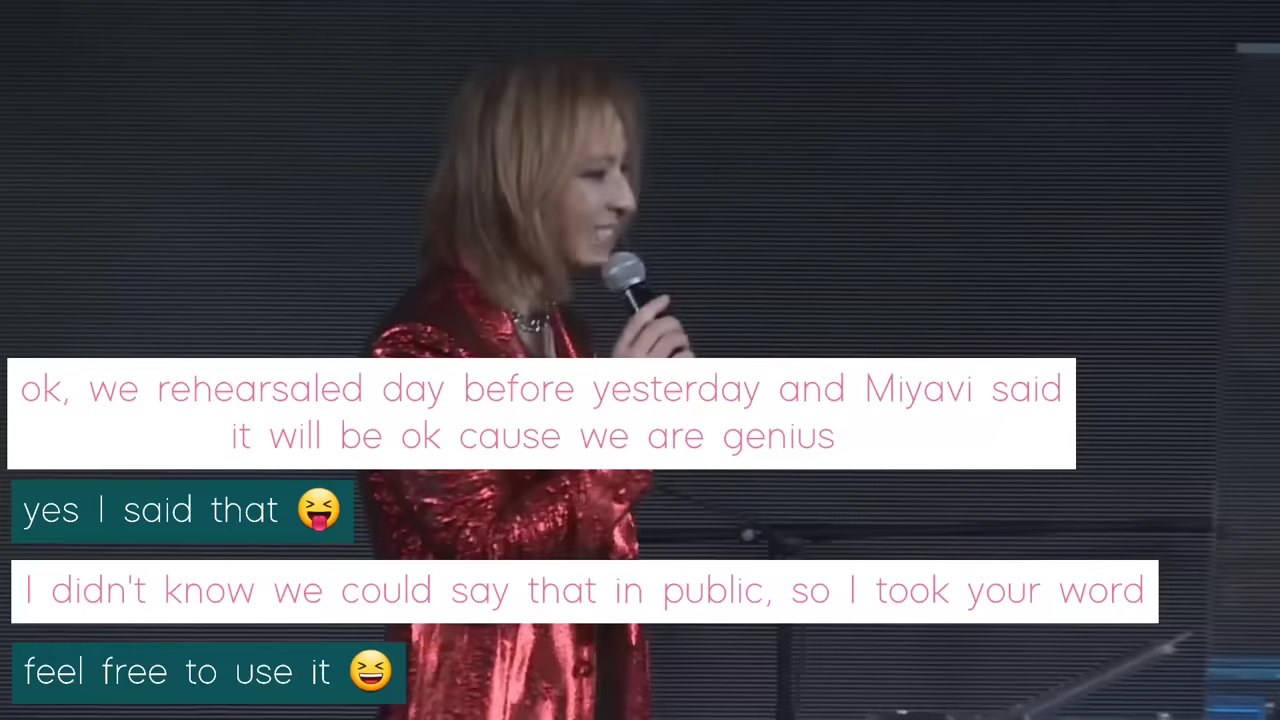 ok, we rehearsaled day before yesterday and Miyavi said
it will be ok cause we are genius
yes I said that 😝
I didn't know we could say that in public, so I took your word
feel free to use it 😆